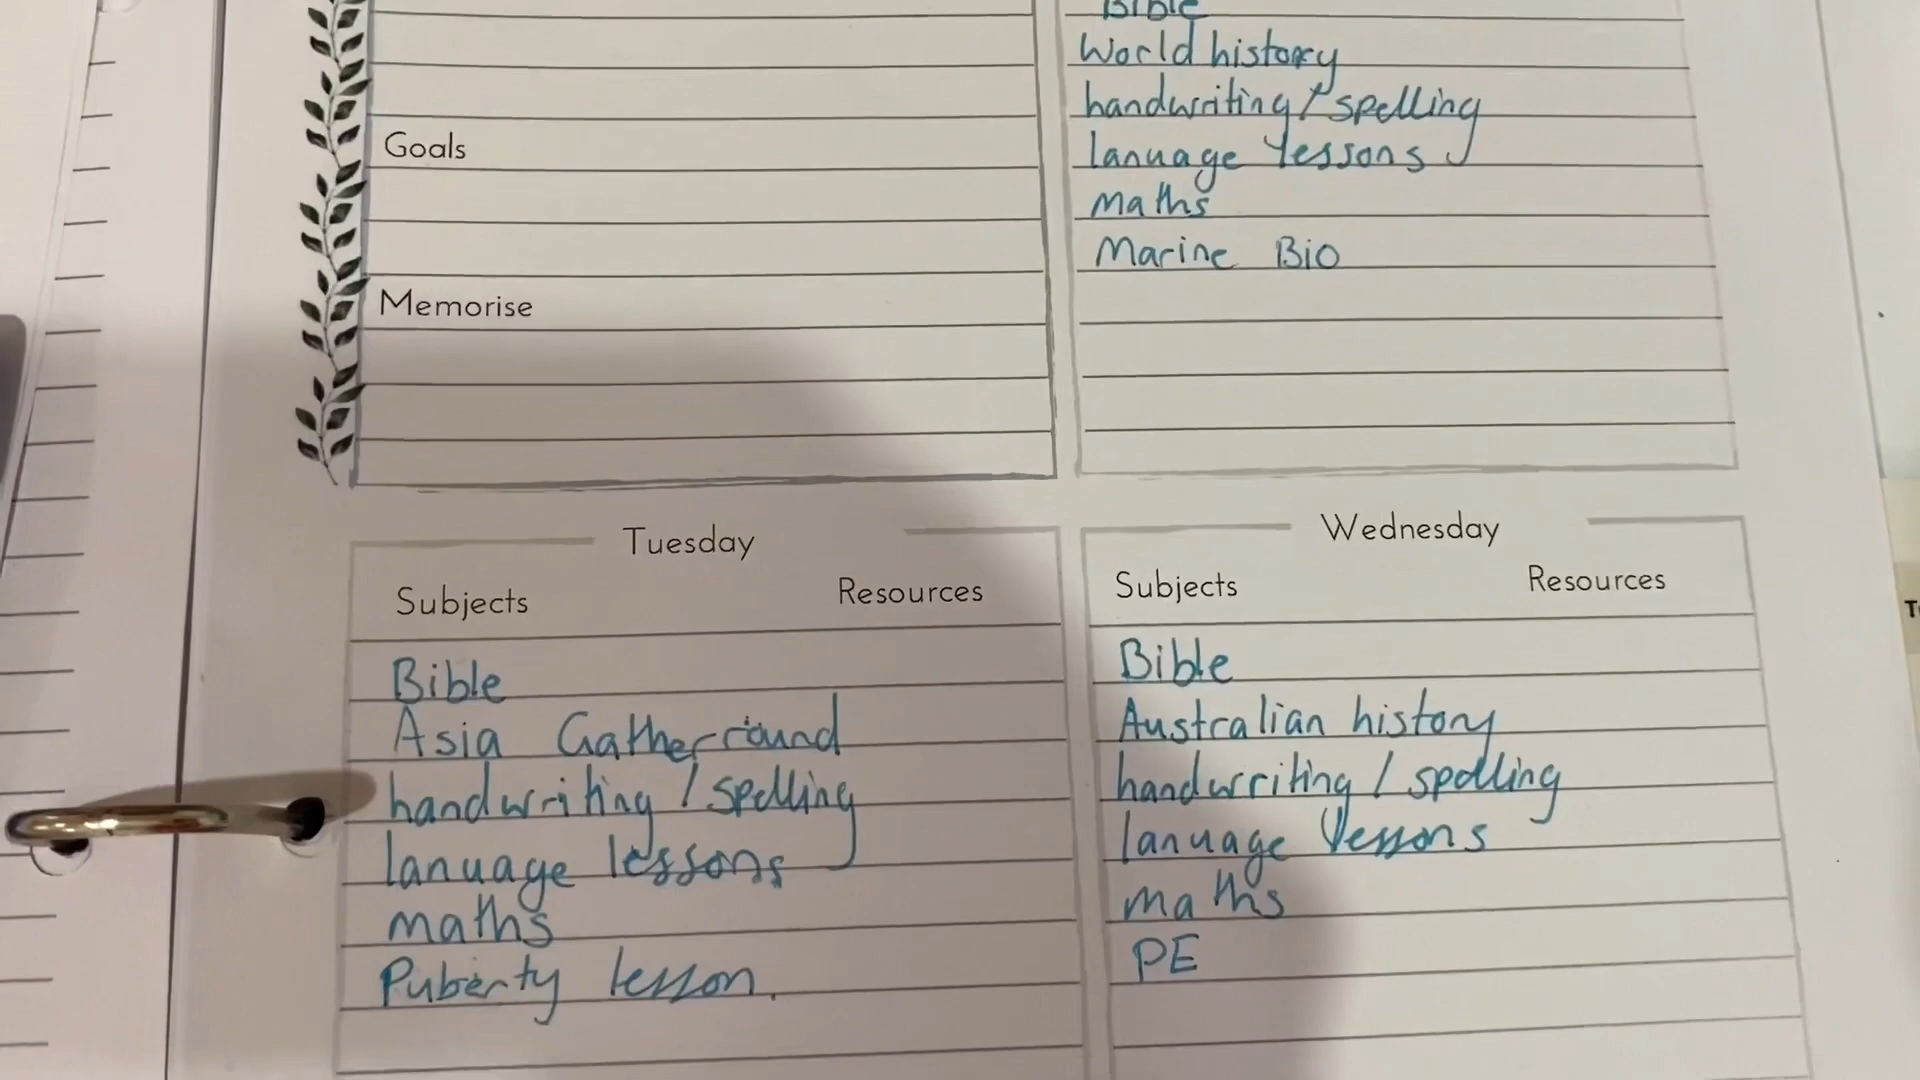 Goals
Memorise
Bible
World history
handwriting / spelling
lanuage lessons
maths
Marine Bio
Tuesday
Subjects Resources
Bible
Asia Gather round
handwriting / spelling
lanuage lessons
maths
Puberty lesson.
Wednesday
Subjects Resources
Bible
Australian history
handwriting / spelling
lanuage lessons
maths
PE